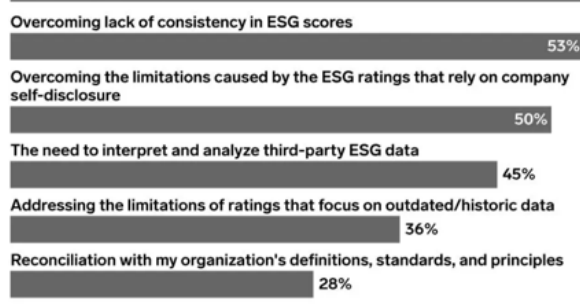 Overcoming lack of consistency in ESG scores
53%
Overcoming the limitations caused by the ESG ratings that rely on company
self-disclosure
50%
The need to interpret and analyze third-party ESG data
45%
Addressing the limitations of ratings that focus on outdated/historic data
36%
Reconciliation with my organization's definitions, standards, and principles
28%